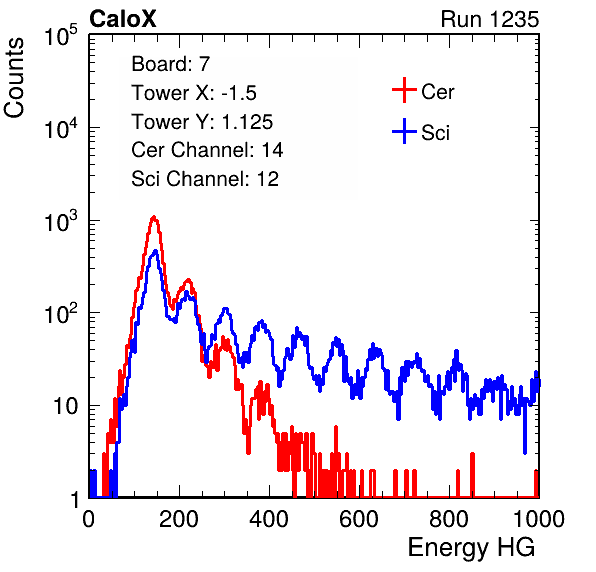 CaloX Run 1235
Counts
10^5
10^4
10^3
10^2
10
1
Board: 7
Tower X: -1.5
Tower Y: 1.125
Cer Channel: 14
Sci Channel: 12
Cer
Sci
0 200 400 600 800 1000
Energy HG